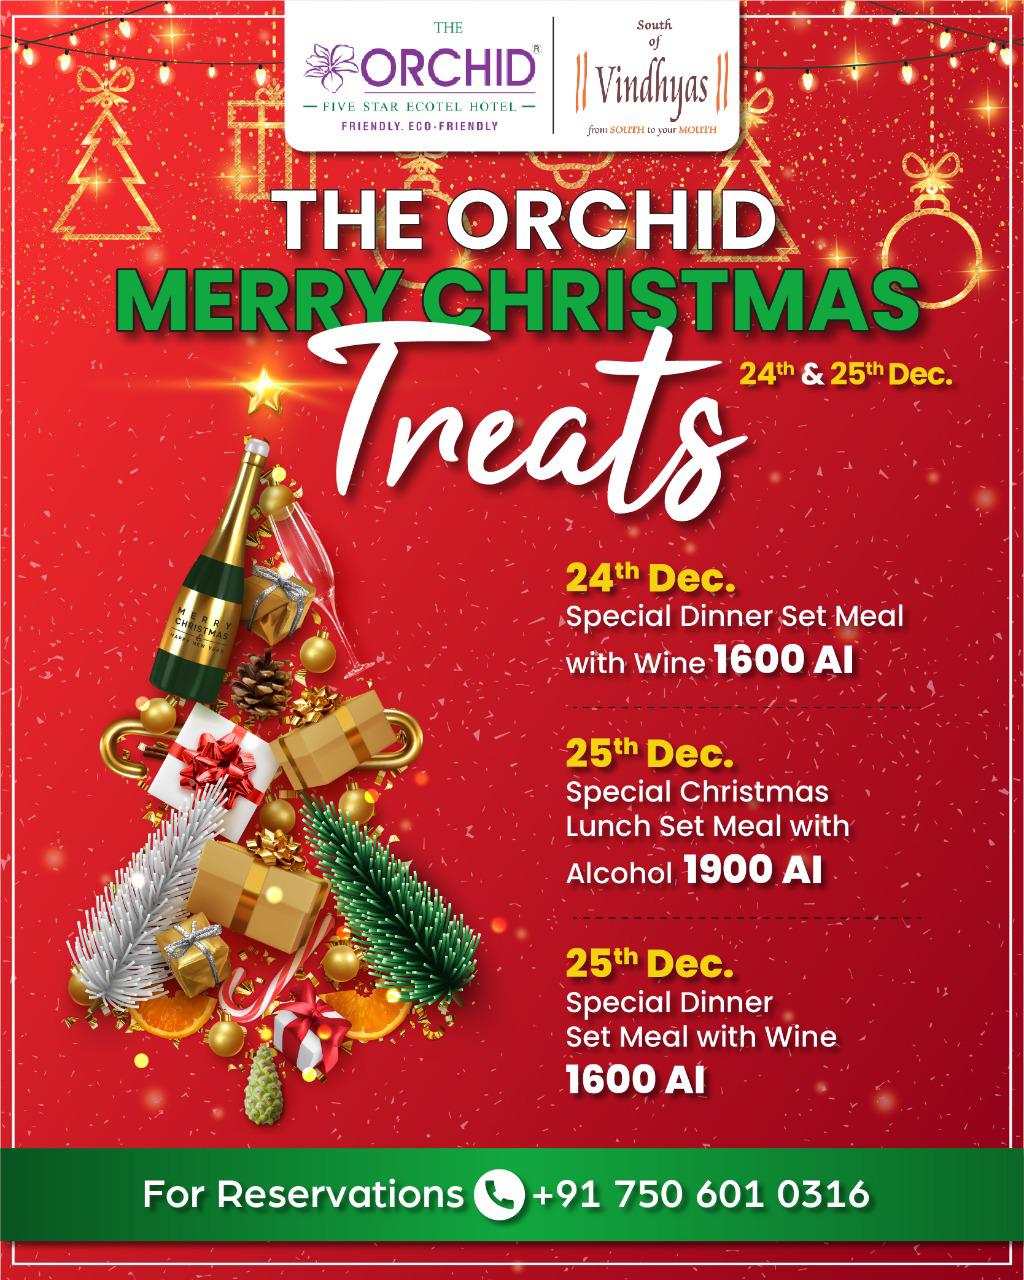 THE
ORCHID®
FIVE STAR ECOTEL HOTEL
FRIENDLY. ECO-FRIENDLY
South
of
Vindhyas
from SOUTH to your MOUTH
THE ORCHID
MERRY CHRISTMAS
Treats
24th & 25th Dec.
MERRY
CHRISTMAS
HAPPY NEW YEAR
24th Dec.
Special Dinner Set Meal
with Wine 1600 AI
25th Dec.
Special Christmas
Lunch Set Meal with
Alcohol 1900 AI
25th Dec.
Special Dinner
Set Meal with Wine
1600 AI
For Reservations +91 750 601 0316